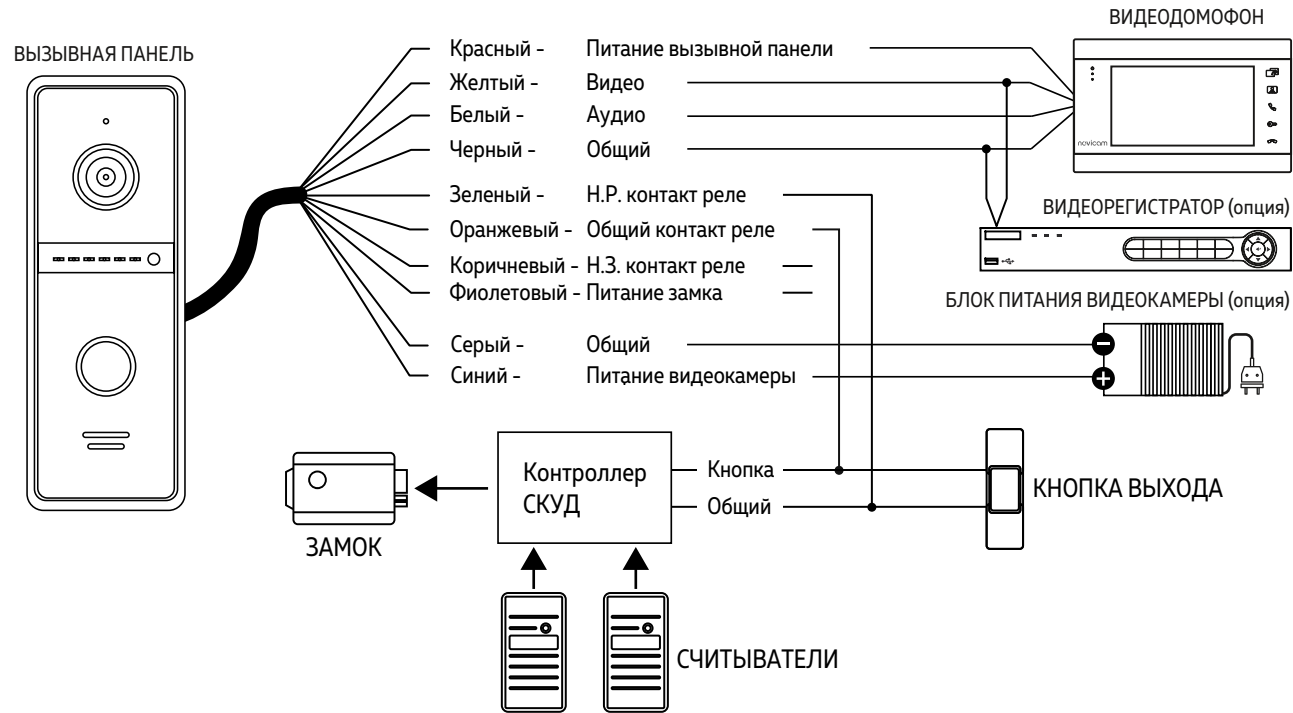 ВИДЕОДОМОФОН
ВЫЗЫВНАЯ ПАНЕЛЬ
Красный - Питание вызывной панели
Желтый - Видео
Белый - Аудио
Черный - Общий
novicam
Зеленый - Н.Р. контакт реле
ВИДЕОРЕГИСТРАТОР (опция)
Оранжевый - Общий контакт реле
Коричневый - Н.З. контакт реле
Фиолетовый - Питание замка
БЛОК ПИТАНИЯ ВИДЕОКАМЕРЫ (опция)
Серый - Общий
Синий - Питание видеокамеры
Контроллер
СКУД
Кнопка
Общий
КНОПКА ВЫХОДА
ЗАМОК
СЧИТЫВАТЕЛИ